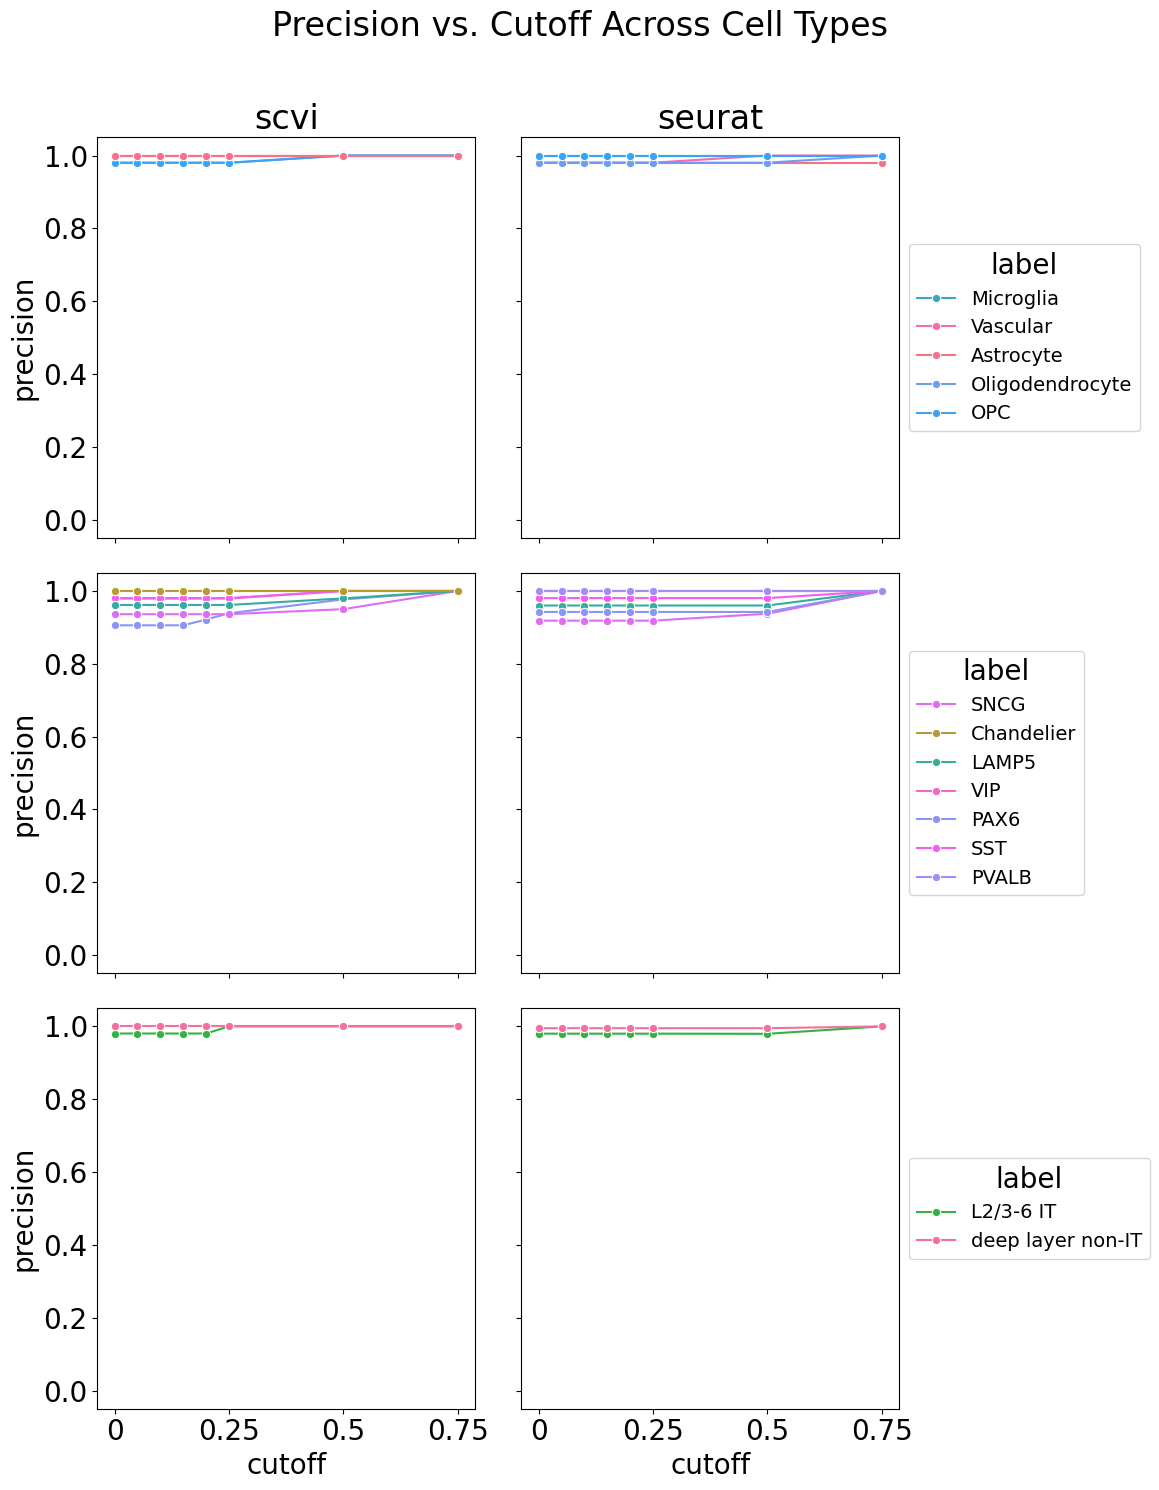 Precision vs. Cutoff Across Cell Types
scvi
seurat
1.0
0.8
0.6
0.4
0.2
0.0
precision
label
Microglia
Vascular
Astrocyte
Oligodendrocyte
OPC
1.0
0.8
0.6
0.4
0.2
0.0
precision
label
SNCG
Chandelier
LAMP5
VIP
PAX6
SST
PVALB
1.0
0.8
0.6
0.4
0.2
0.0
precision
label
L2/3-6 IT
deep layer non-IT
0 0.25 0.5 0.75
cutoff
0 0.25 0.5 0.75
cutoff